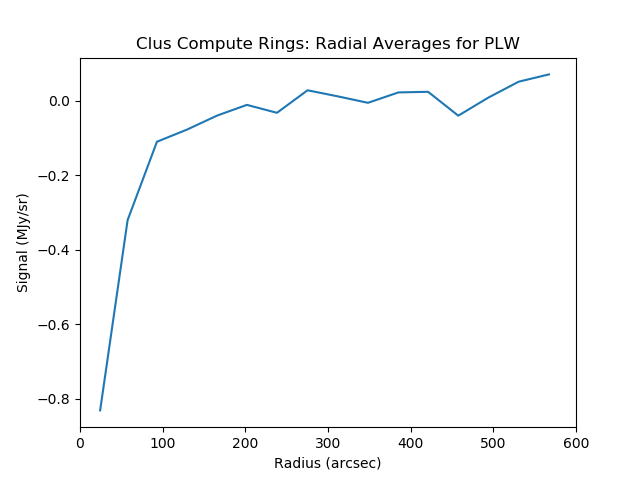 Clus Compute Rings: Radial Averages for PLW
0.0
−0.2
−0.4
−0.6
−0.8
Signal (MJy/sr)
0 100 200 300 400 500 600
Radius (arcsec)